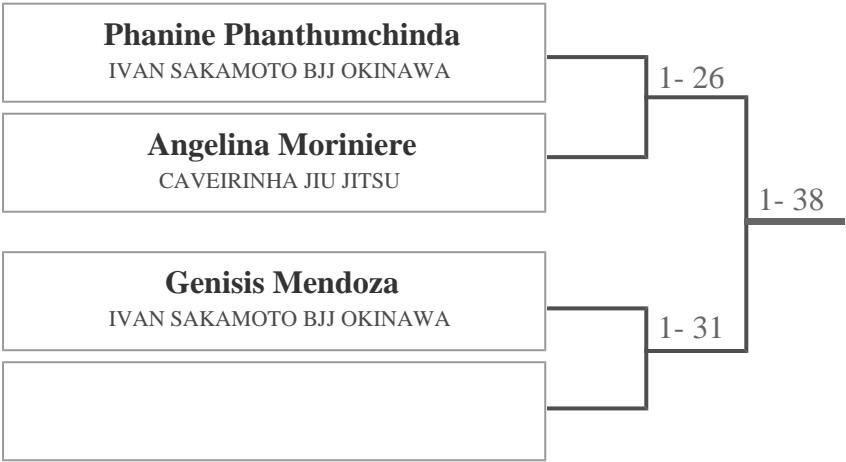 Phanine Phanthumchinda
IVAN SAKAMOTO BJJ OKINAWA
1- 26
Angelina Moriniere
CAVEIRINHA JIU JITSU
1- 38
Genisis Mendoza
IVAN SAKAMOTO BJJ OKINAWA
1- 31